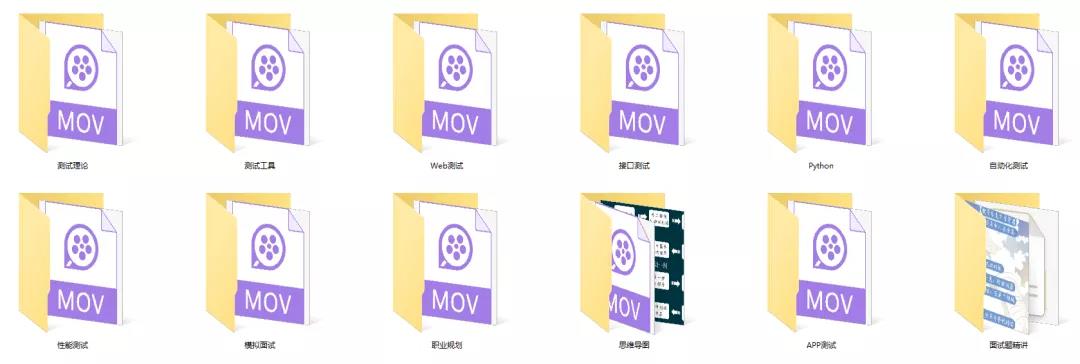 MOV
MOV
MOV
MOV
MOV
MOV
测试理论
测试工具
Web测试
接口测试
Python
自动化测试
MOV
MOV
MOV
MOV
MOV
性能测试
模拟面试
职业规划
思维导图
APP测试
面试题精讲